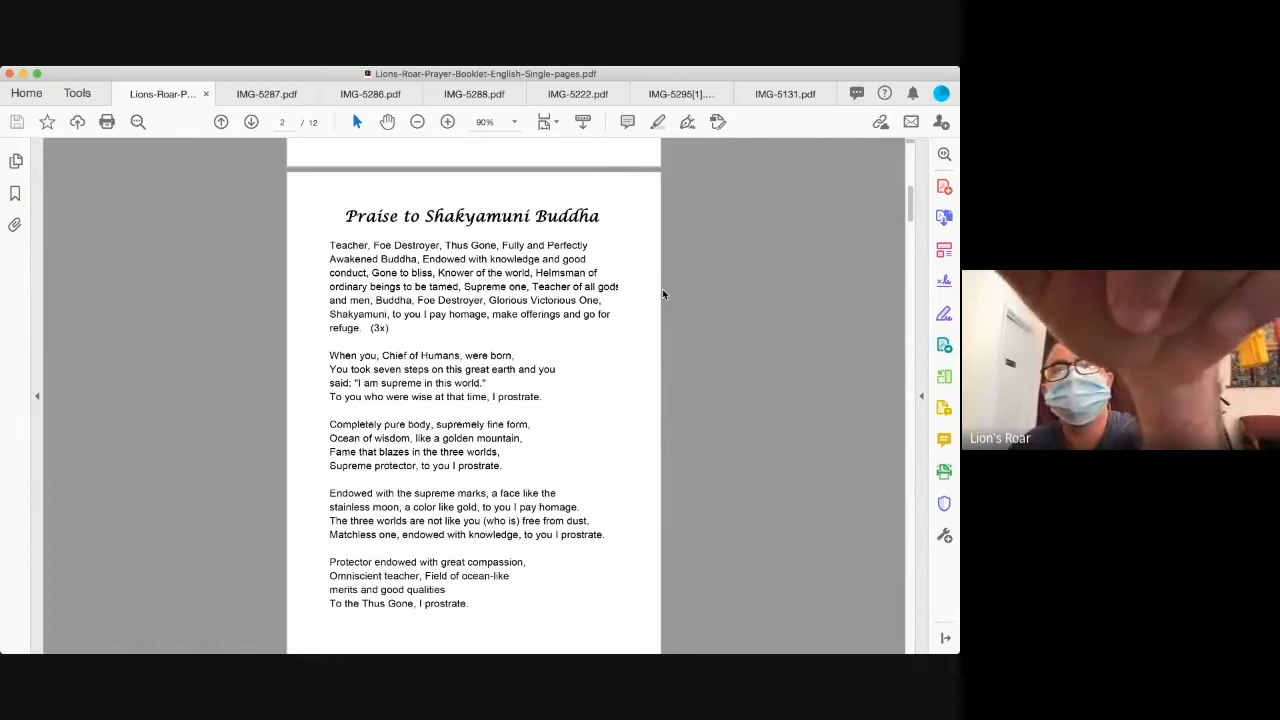 Lions-Roar-Prayer-Booklet-English-Single-pages.pdf
Home
Tools
Lions-Roar-P...
IMG-5287.pdf
IMG-5286.pdf
IMG-5288.pdf
IMG-5222.pdf
IMG-5295[1]....
IMG-5131.pdf
2 / 12
90%
Praise to Shakyamuni Buddha
Teacher, Foe Destroyer, Thus Gone, Fully and Perfectly
Awakened Buddha, Endowed with knowledge and good
conduct, Gone to bliss, Knower of the world, Helmsman of
ordinary beings to be tamed, Supreme one, Teacher of all gods
and men, Buddha, Foe Destroyer, Glorious Victorious One,
Shakyamuni, to you I pay homage, make offerings and go for
refuge. (3x)
When you, Chief of Humans, were born,
You took seven steps on this great earth and you
said: "I am supreme in this world."
To you who were wise at that time, I prostrate.
Completely pure body, supremely fine form,
Ocean of wisdom, like a golden mountain,
Fame that blazes in the three worlds,
Supreme protector, to you I prostrate.
Endowed with the supreme marks, a face like the
stainless moon, a color like gold, to you I pay homage.
The three worlds are not like you (who is) free from dust,
Matchless one, endowed with knowledge, to you I prostrate.
Protector endowed with great compassion,
Omniscient teacher, Field of ocean-like
merits and good qualities
To the Thus Gone, I prostrate.
Lion's Roar